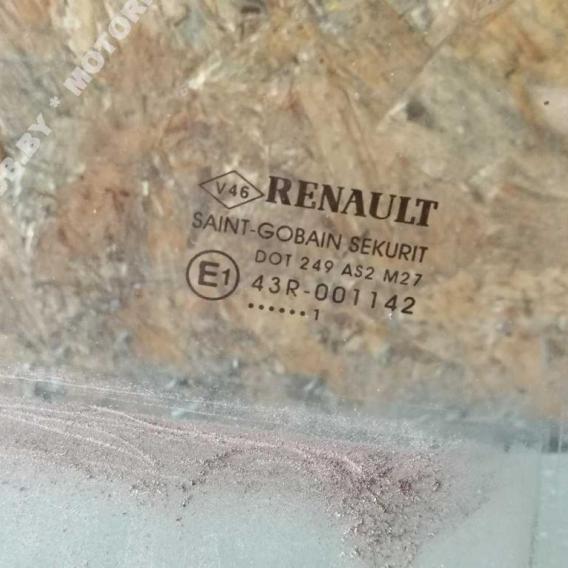 V46 RENAULT
SAINT-GOBAIN SEKURIT
DOT 249 AS2 M27
E1 43R-001142
••••••1